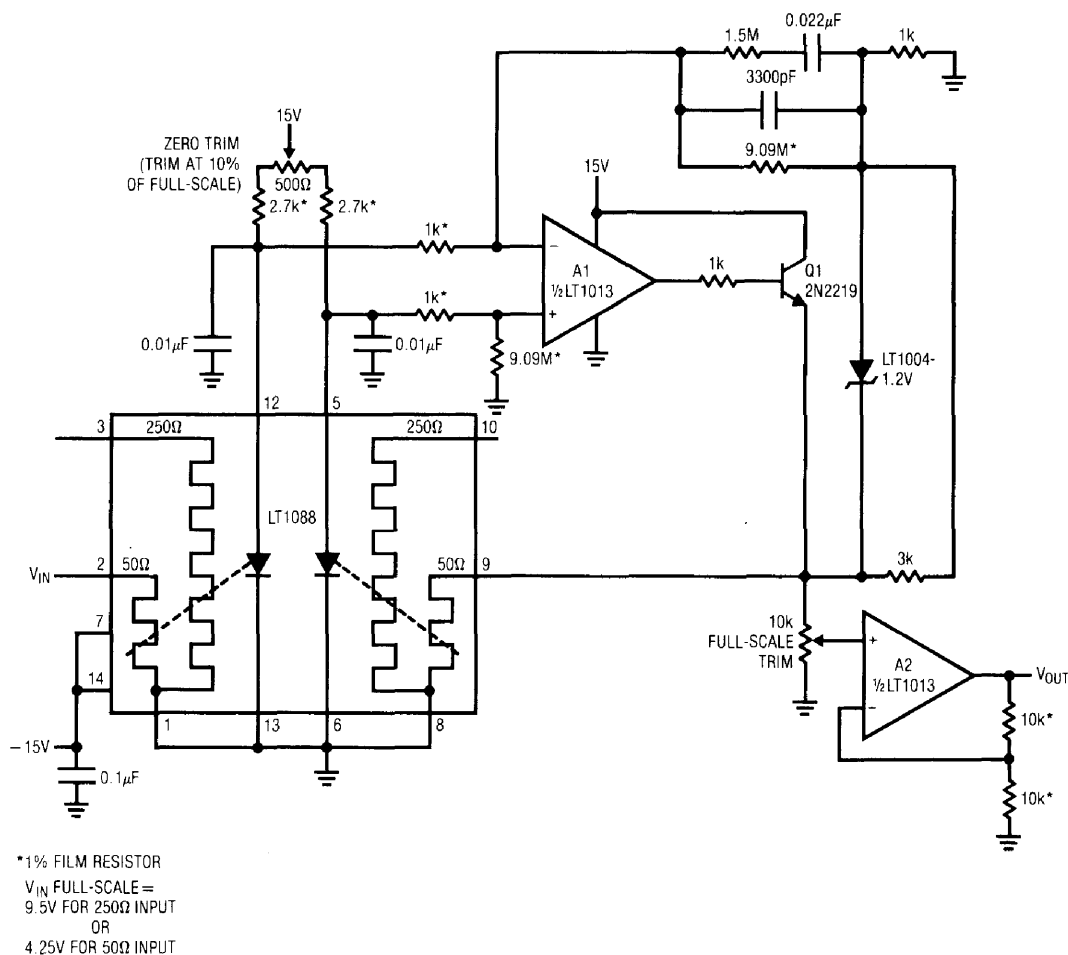 0.022µF
1.5M
1k
3300pF
15V
ZERO TRIM
(TRIM AT 10%
OF FULL-SCALE)
500Ω
2.7k*
2.7k*
9.09M*
15V
1k*
A1
½LT1013
1k
Q1
2N2219
1k*
0.01µF
0.01µF
9.09M*
LT1004-
1.2V
12
5
3
250Ω
250Ω
10
LT1088
VIN
2
50Ω
50Ω
9
3k
7
10k
FULL-SCALE
TRIM
A2
½LT1013
VOUT
14
10k*
1
13
6
8
−15V
0.1µF
10k*
*1% FILM RESISTOR
VIN FULL-SCALE=
9.5V FOR 250Ω INPUT
OR
4.25V FOR 50Ω INPUT